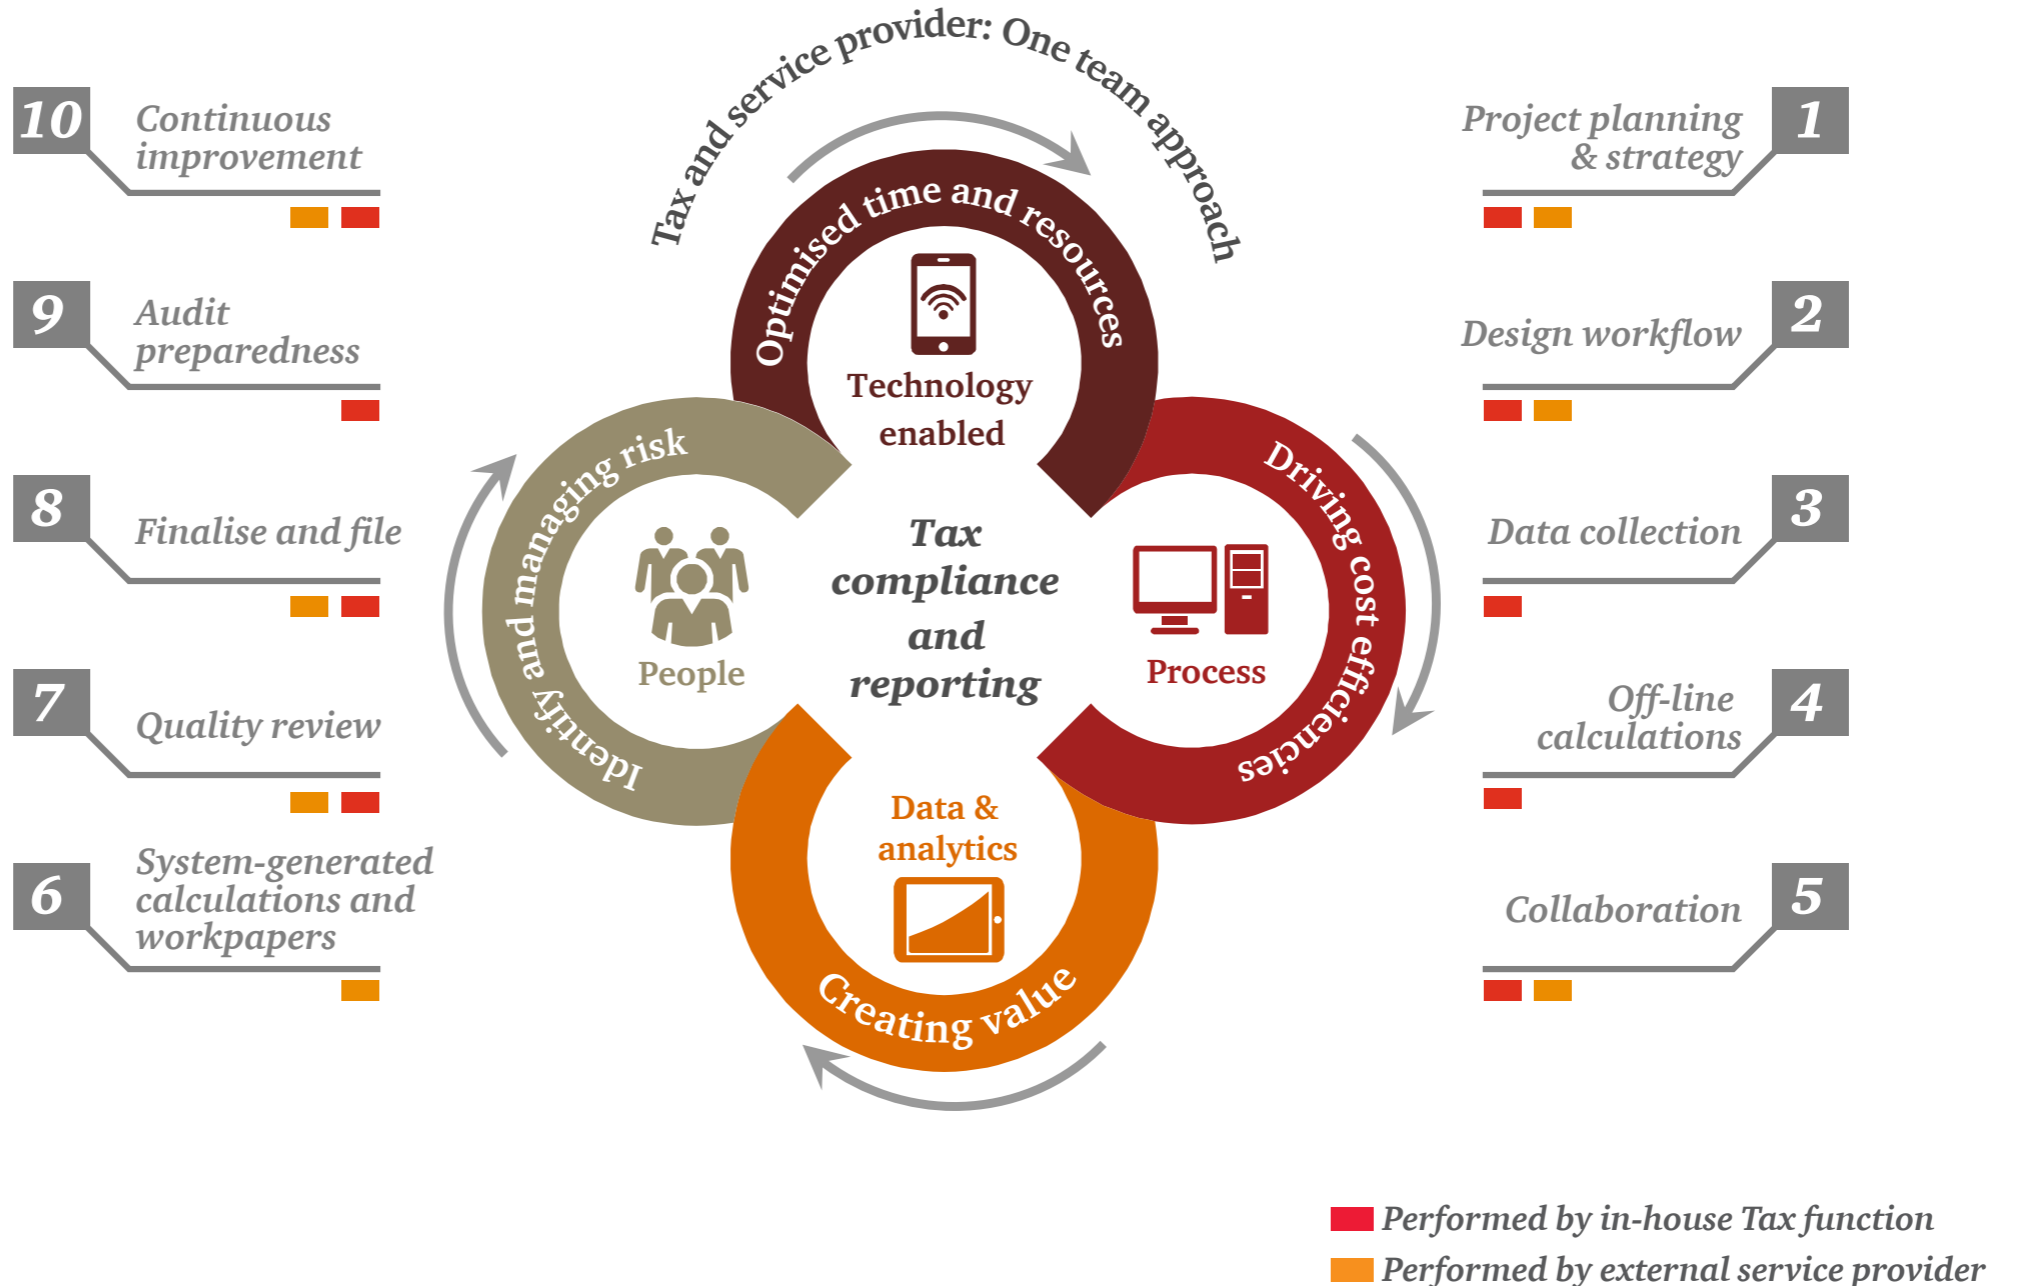 Tax and service provider: One team approach
10
Continuous
improvement
9
Audit
preparedness
8
Finalise and file
7
Quality review
6
System-generated
calculations and
workpapers
Optimised time and resources
Technology
enabled
Identify and managing risk
People
Tax
compliance
and
reporting
Driving cost efficiencies
Process
Data &
analytics
Creating value
Project planning
& strategy
1
Design workflow
2
Data collection
3
Off-line
calculations
4
Collaboration
5
Performed by in-house Tax function
Performed by external service provider